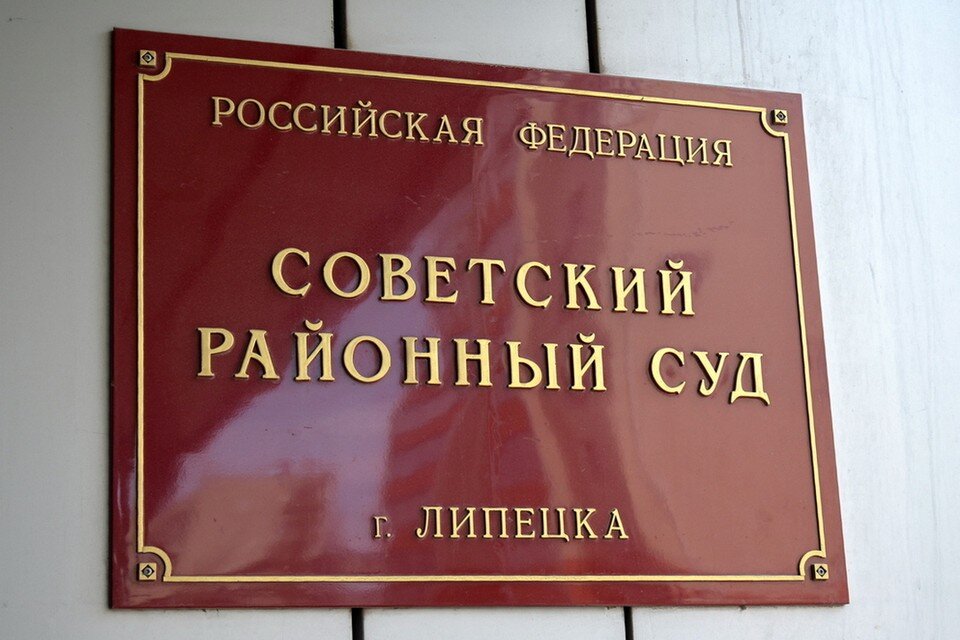 РОССИЙСКАЯ ФЕДЕРАЦИЯ
СОВЕТСКИЙ
РАЙОННЫЙ СУД
г. ЛИПЕЦКА